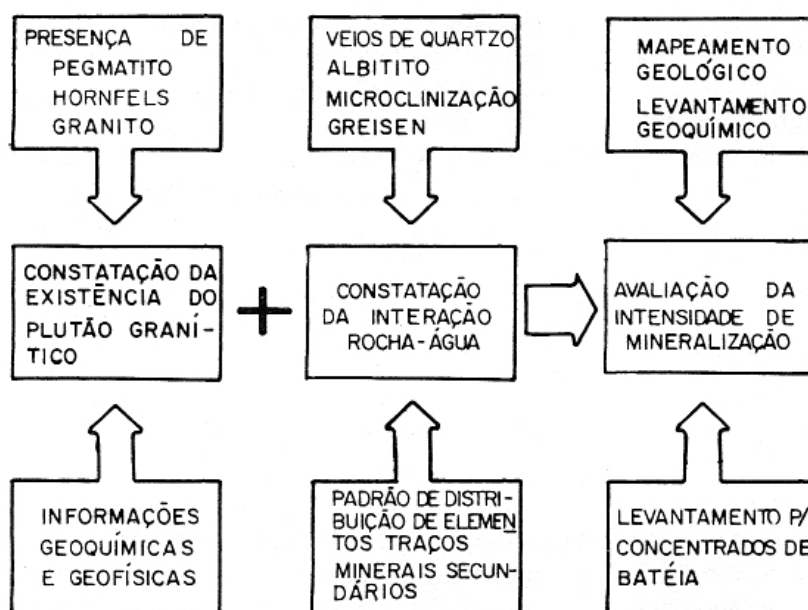 PRESENÇA DE
PEGMATITO
HORNFELS
GRANITO
VEIOS DE QUARTZO
ALBITITO
MICROCLINIZAÇÃO
GREISEN
MAPEAMENTO
GEOLÓGICO
LEVANTAMENTO
GEOQUÍMICO
CONSTATAÇÃO DA
EXISTÊNCIA DO
PLUTÃO GRANÍ-
TICO
+
CONSTATAÇÃO
DA INTERAÇÃO
ROCHA-ÁGUA
AVALIAÇÃO DA
INTENSIDADE DE
MINERALIZAÇÃO
INFORMAÇÕES
GEOQUÍMICAS
E GEOFÍSICAS
PADRÃO DE DISTRI-
BUIÇÃO DE ELEMEN
TOS TRAÇOS
MINERAIS SECUN-
DÁRIOS
LEVANTAMENTO P/
CONCENTRADOS DE
BATÉIA